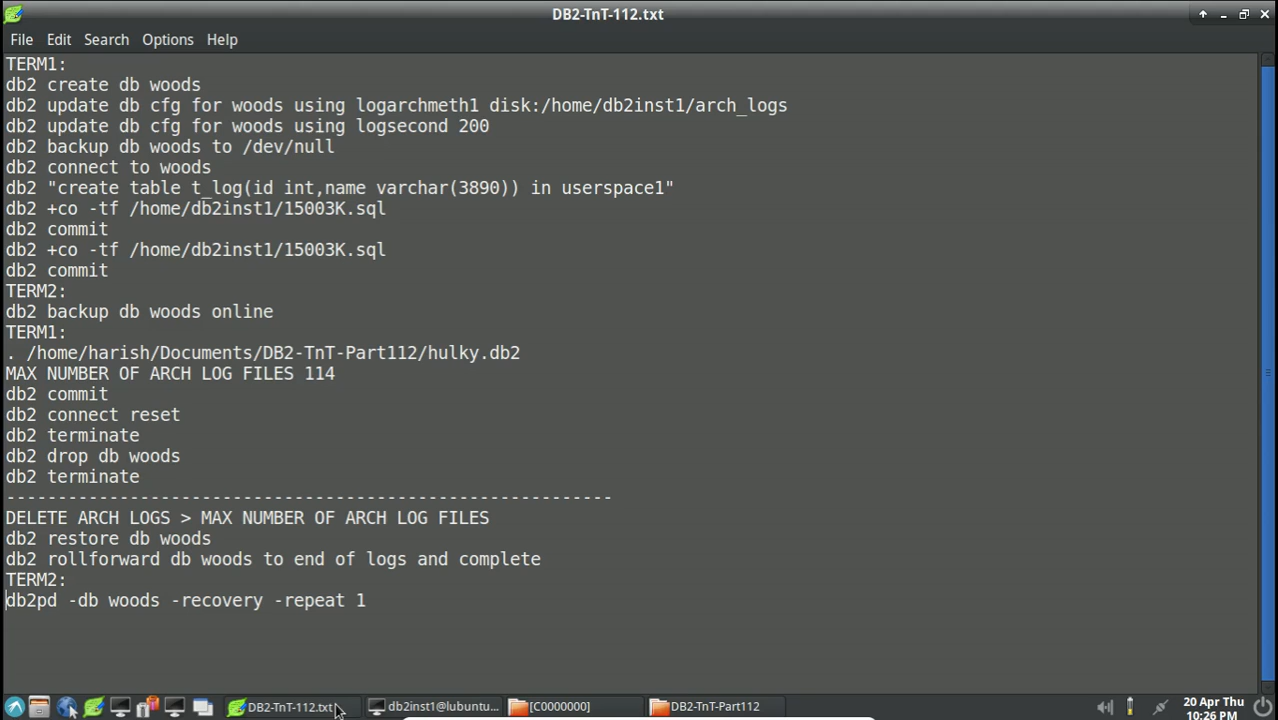 DB2-TnT-112.txt
File Edit Search Options Help
TERM1:
db2 create db woods
db2 update db cfg for woods using logarchmeth1 disk:/home/db2inst1/arch_logs
db2 update db cfg for woods using logsecond 200
db2 backup db woods to /dev/null
db2 connect to woods
db2 "create table t_log(id int,name varchar(3890)) in userspace1"
db2 +co -tf /home/db2inst1/15003K.sql
db2 commit
db2 +co -tf /home/db2inst1/15003K.sql
db2 commit
TERM2:
db2 backup db woods online
TERM1:
. /home/harish/Documents/DB2-TnT-Part112/hulky.db2
MAX NUMBER OF ARCH LOG FILES 114
db2 commit
db2 connect reset
db2 terminate
db2 drop db woods
db2 terminate
-----------------------------------------------------------
DELETE ARCH LOGS > MAX NUMBER OF ARCH LOG FILES
db2 restore db woods
db2 rollforward db woods to end of logs and complete
TERM2:
db2pd -db woods -recovery -repeat 1
DB2-TnT-112.txt db2inst1@lubuntu... [C0000000] DB2-TnT-Part112 20 Apr Thu
10:26 PM